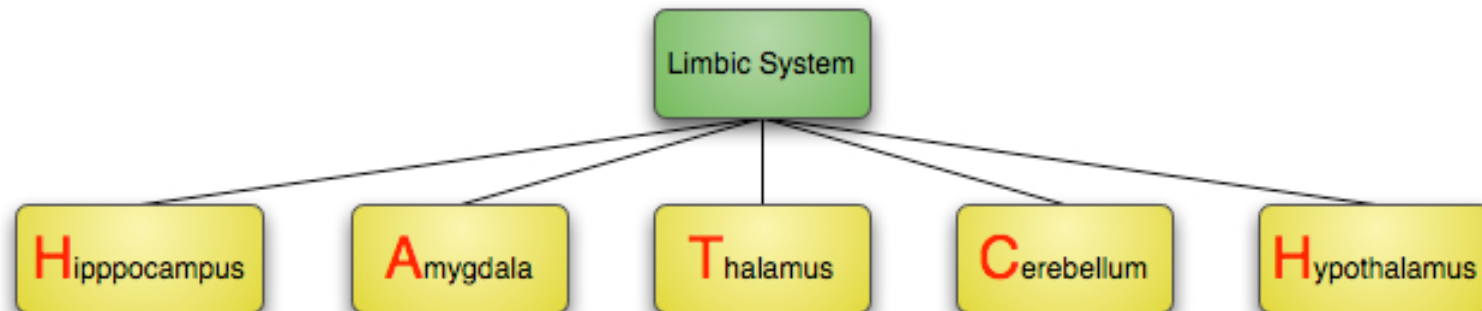 Limbic System
Hipppocampus
Amygdala
Thalamus
Cerebellum
Hypothalamus